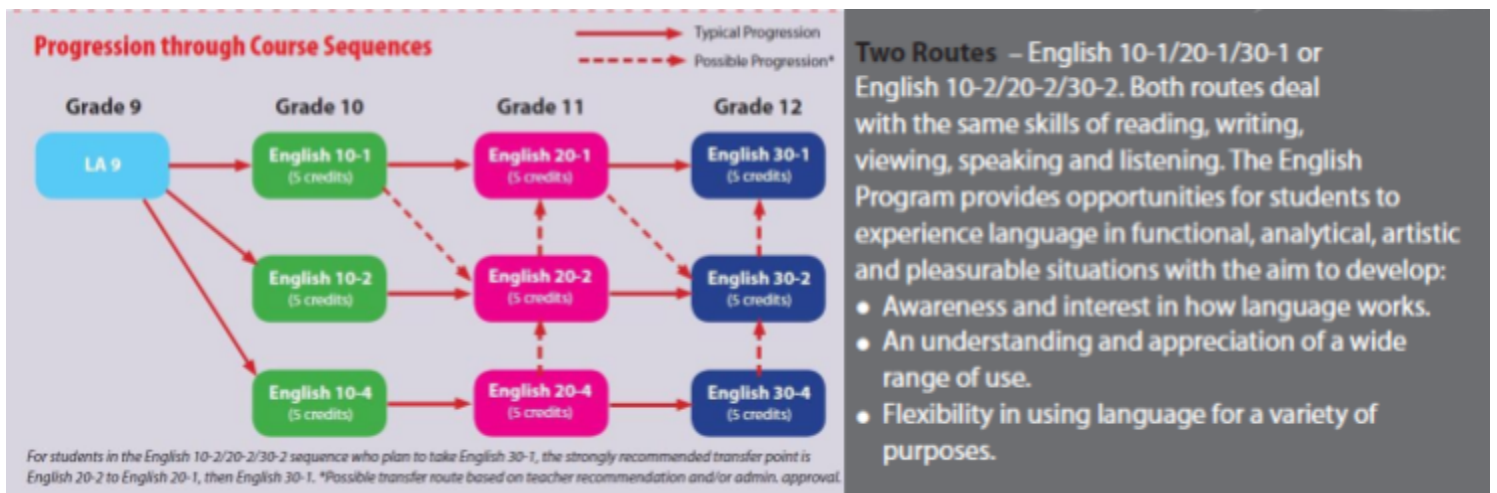 Progression through Course Sequences
Typical Progression
Possible Progression*
Grade 9
Grade 10
Grade 11
Grade 12
LA 9
English 10-1
(5 credits)
English 20-1
(5 credits)
English 30-1
(5 credits)
English 10-2
(5 credits)
English 20-2
(5 credits)
English 30-2
(5 credits)
English 10-4
(5 credits)
English 20-4
(5 credits)
English 30-4
(5 credits)
For students in the English 10-2/20-2/30-2 sequence who plan to take English 30-1, the strongly recommended transfer point is
English 20-2 to English 20-1, then English 30-1. *Possible transfer route based on teacher recommendation and/or admin. approval.
Two Routes – English 10-1/20-1/30-1 or
English 10-2/20-2/30-2. Both routes deal
with the same skills of reading, writing,
viewing, speaking and listening. The English
Program provides opportunities for students to
experience language in functional, analytical, artistic
and pleasurable situations with the aim to develop:
● Awareness and interest in how language works.
● An understanding and appreciation of a wide
range of use.
● Flexibility in using language for a variety of
purposes.